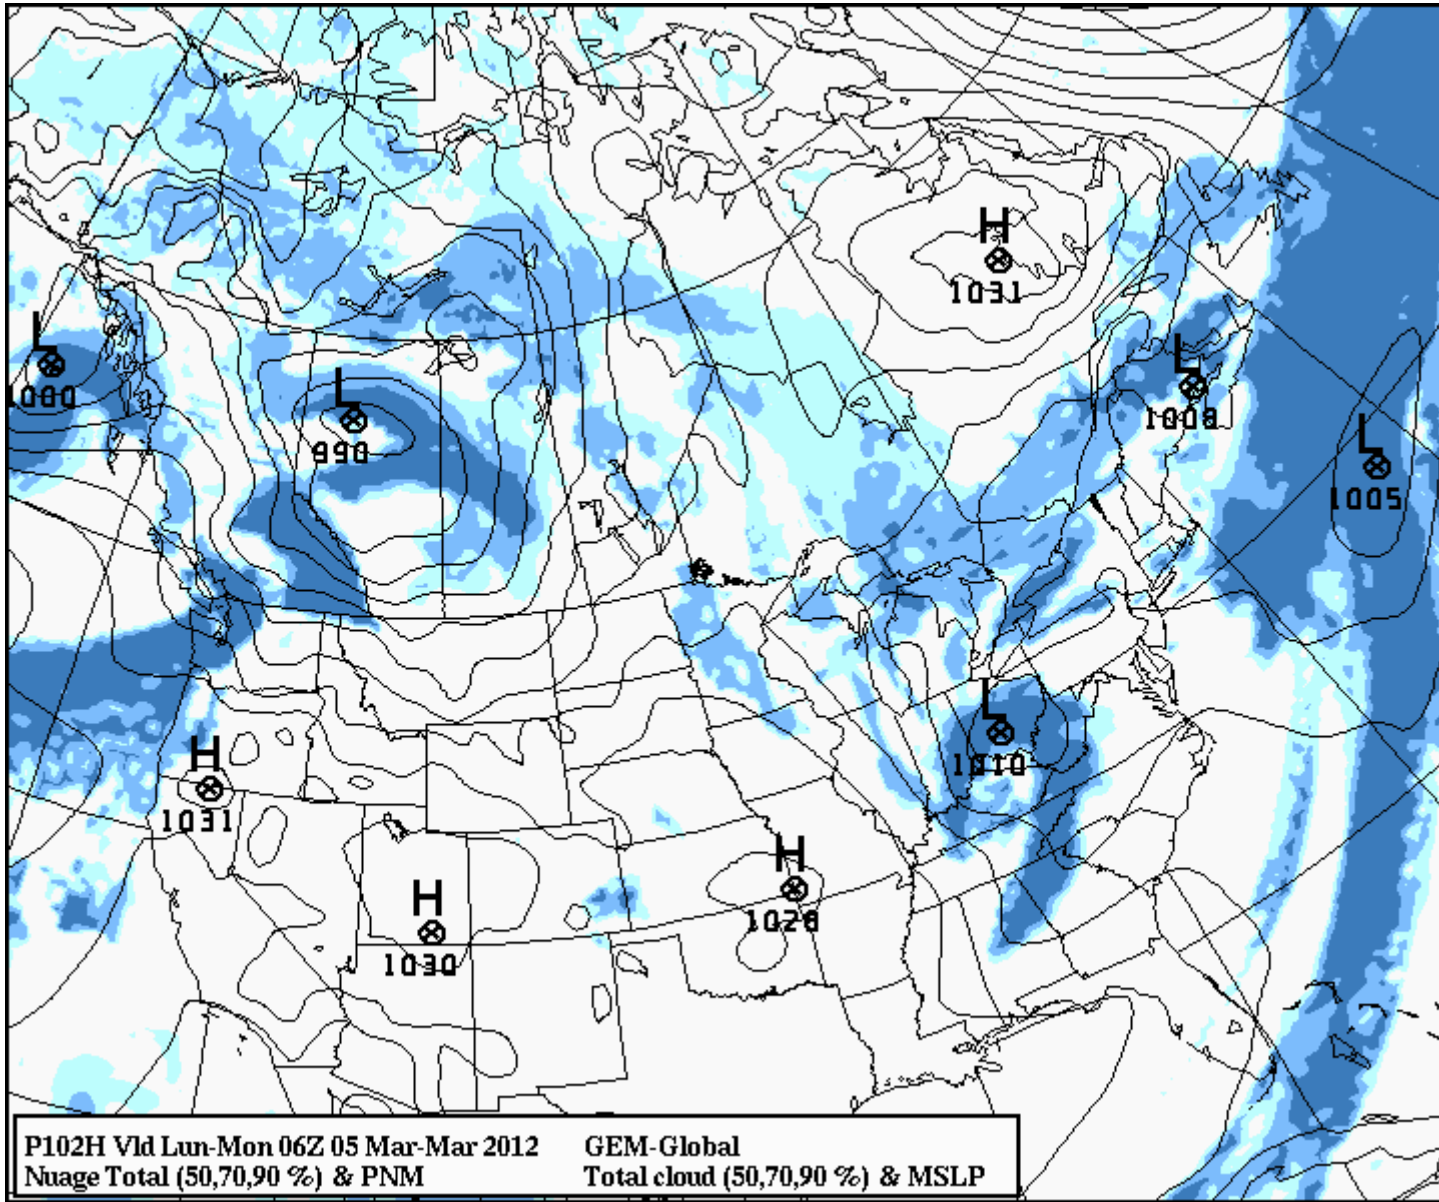 H
1031
L
1000
L
990
L
1008
L
1005
L
1010
H
1031
H
1028
H
1030
P102H Vld Lun-Mon 06Z 05 Mar-Mar 2012 GEM-Global
Nuage Total (50,70,90 %) & PNM Total cloud (50,70,90 %) & MSLP